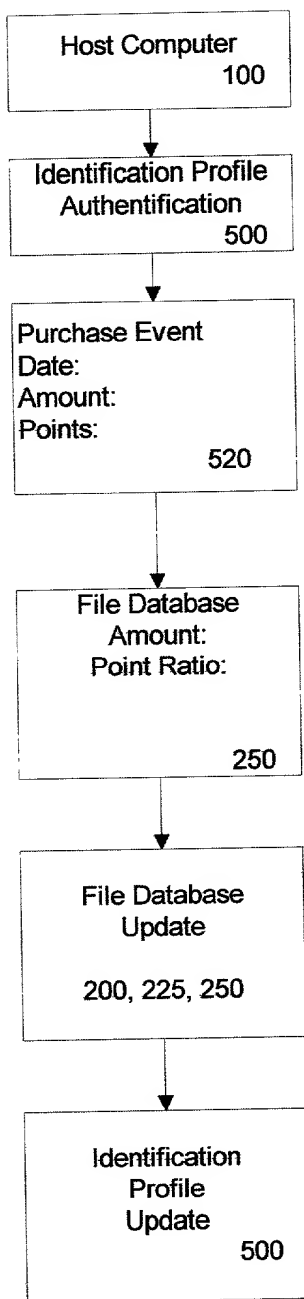 Host Computer
100
Identification Profile
Authentification
500
Purchase Event
Date:
Amount:
Points:
520
File Database
Amount:
Point Ratio:
250
File Database
Update
200, 225, 250
Identification
Profile
Update
500